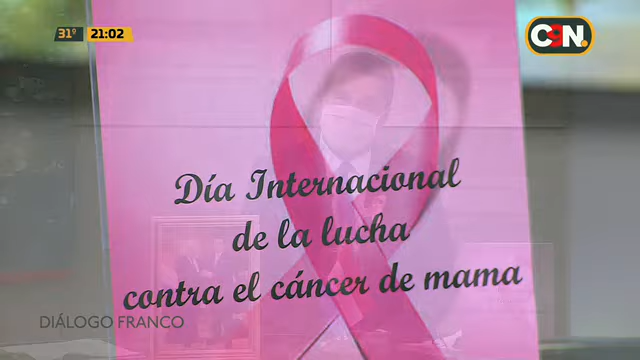 31°
21:02
C9N.
Día Internacional
de la lucha
contra el cáncer de mama
DIÁLOGO FRANCO